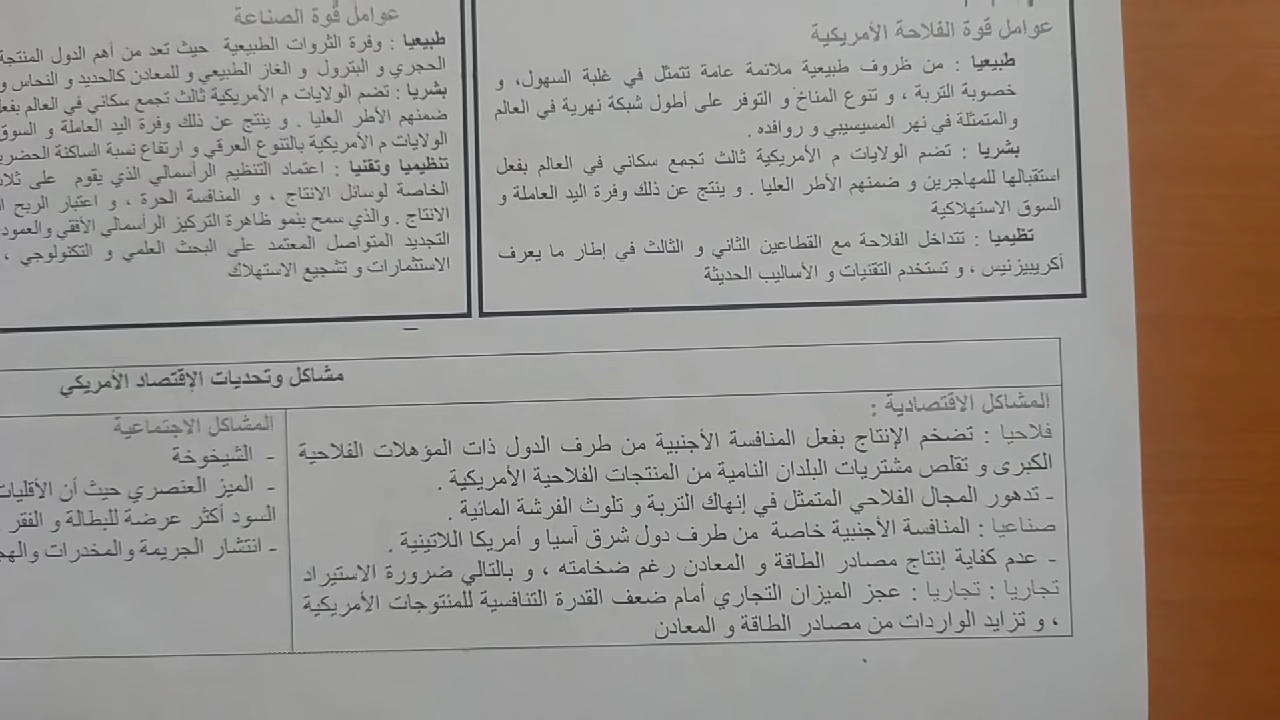 عوامل قوة الفلاحة الأمريكية
طبيعيا : من ظروف طبيعية ملائمة عامة تتمثل في غلبة السهول، و
خصوبة التربة ، و تنوع المناخ و التوفر على أطول شبكة نهرية في العالم
والمتمثلة في نهر المسيسيبي و روافده .
بشريا : تضم الولايات م الأمريكية ثالث تجمع سكاني في العالم بفعل
استقبالها للمهاجرين و ضمنهم الأطر العليا . و ينتج عن ذلك وفرة اليد العاملة و
السوق الاستهلاكية
تظيميا : تتداخل الفلاحة مع القطاعين الثاني و الثالث في إطار ما يعرف
أكريبيزنيس ، و تستخدم التقنيات و الأساليب الحديثة
عوامل قوة الصناعة
طبيعيا : وفرة الثروات الطبيعية حيث تعد من أهم الدول المنتجة
الحجري و البترول و الغاز الطبيعي و للمعادن كالحديد و النحاس و
بشريا : تضم الولايات م الأمريكية ثالث تجمع سكاني في العالم بفعل
ضمنهم الأطر العليا . و ينتج عن ذلك وفرة اليد العاملة و السوق
الولايات م الأمريكية بالتنوع العرقي و ارتفاع نسبة الساكنة
تنظيميا وتقنيا : اعتماد التنظيم الرأسمالي الذي يقوم على
الخاصة لوسائل الانتاج ، و المنافسة الحرة ، و اعتبار الربح
الانتاج . والذي سمح بنمو ظاهرة التركيز الرأسمالي الأفقي
التجديد المتواصل المعتمد على البحث العلمي و التكنولوجي ،
الاستثمارات و تشجيع الاستهلاك
مشاكل وتحديات الإقتصاد الأمريكي
المشاكل الاقتصادية :
فلاحيا : تضخم الإنتاج بفعل المنافسة الأجنبية من طرف الدول ذات المؤهلات الفلاحية
الكبرى و تقلص مشتريات البلدان النامية من المنتجات الفلاحية الأمريكية .
- تدهور المجال الفلاحي المتمثل في إنهاك التربة و تلوث الفرشة المائية .
صناعيا : المنافسة الأجنبية خاصة من طرف دول شرق آسيا و أمريكا اللاتينية .
- عدم كفاية إنتاج مصادر الطاقة و المعادن رغم ضخامته ، و بالتالي ضرورة الاستيراد
تجاريا : تجاريا : عجز الميزان التجاري أمام ضعف القدرة التنافسية للمنتوجات الأمريكية
، و تزايد الواردات من مصادر الطاقة و المعادن
المشاكل الاجتماعية
- الشيخوخة
- الميز العنصري حيث أن الأقليات
السود أكثر عرضة للبطالة و الفقر
- انتشار الجريمة والمخدرات